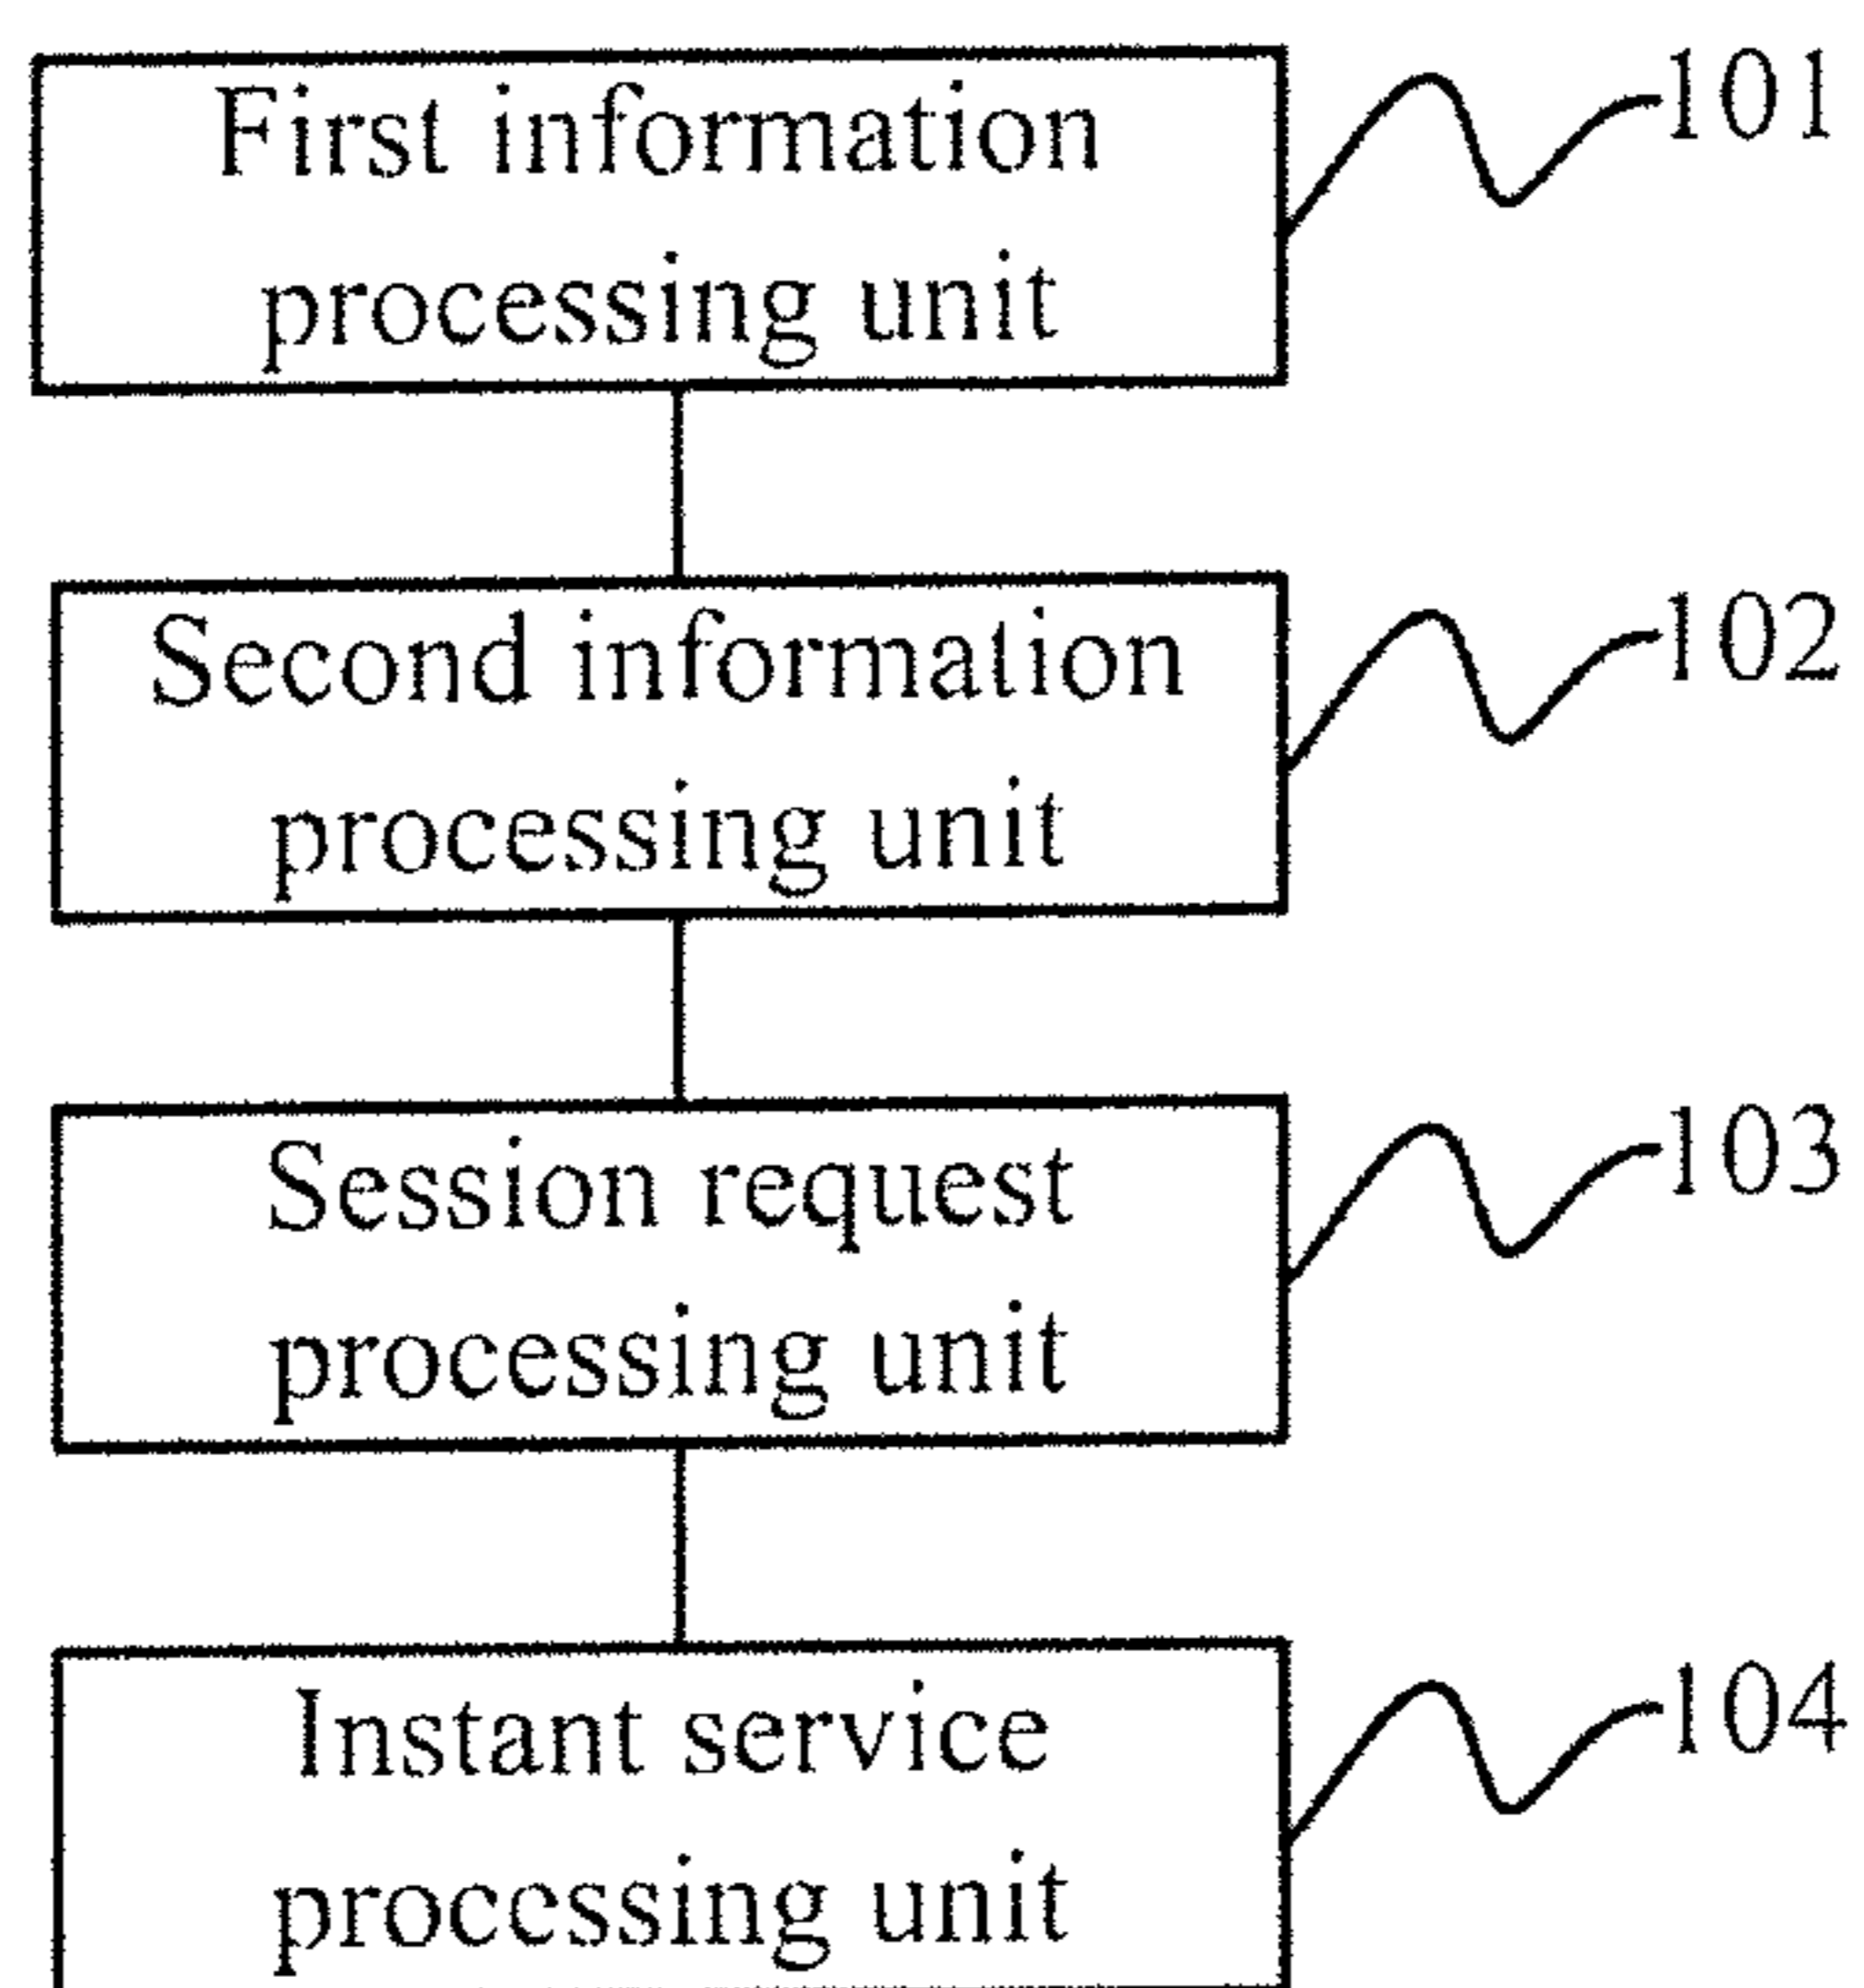 First information
processing unit
101
Second information
processing unit
102
Session request
processing unit
103
Instant service
processing unit
104